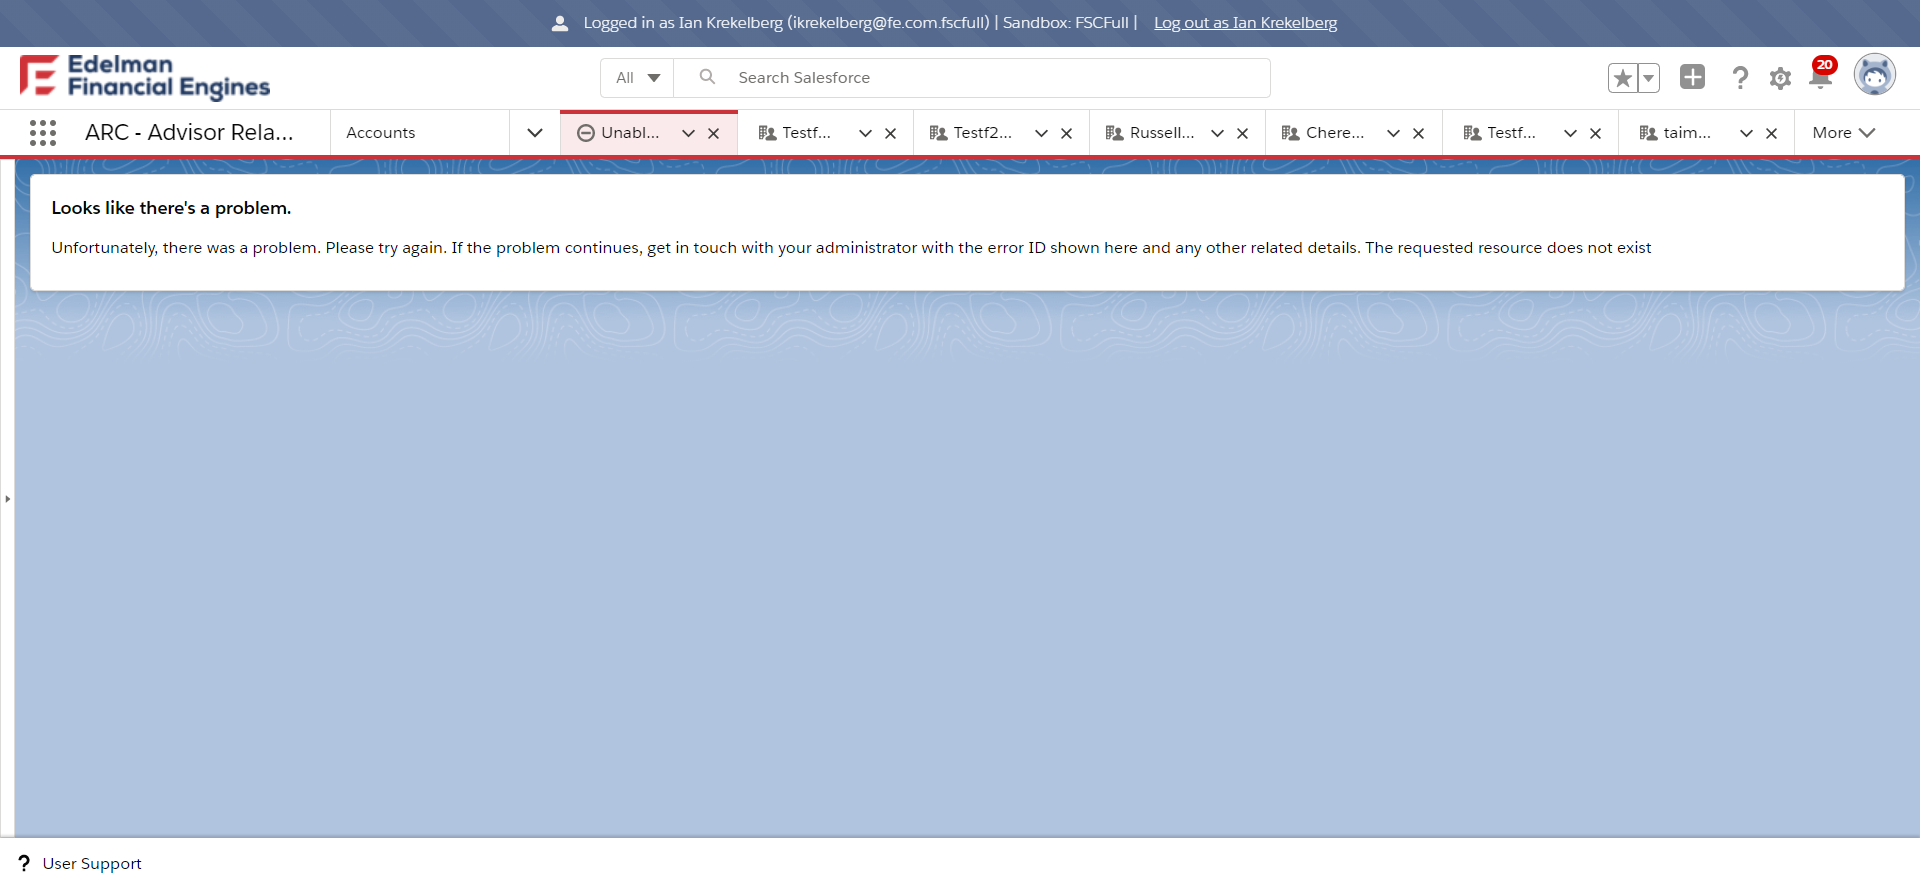 Logged in as Ian Krekelberg (ikrekelberg@fe.com.fscfull) | Sandbox: FSCFull | Log out as Ian Krekelberg
Edelman
Financial Engines
All
Search Salesforce
20
ARC - Advisor Rela...
Accounts
Unabl...
Testf...
Testf2...
Russell...
Chere...
Testf...
taim...
More
Looks like there's a problem.
Unfortunately, there was a problem. Please try again. If the problem continues, get in touch with your administrator with the error ID shown here and any other related details. The requested resource does not exist
? User Support